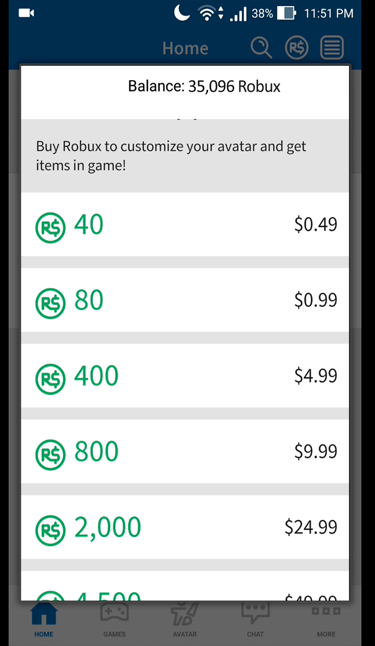 38% 11:51 PM
Home
R$
Balance: 35,096 Robux
Buy Robux to customize your avatar and get
items in game!
R$ 40 $0.49
R$ 80 $0.99
R$ 400 $4.99
R$ 800 $9.99
R$ 2,000 $24.99
HOME GAMES AVATAR CHAT MORE